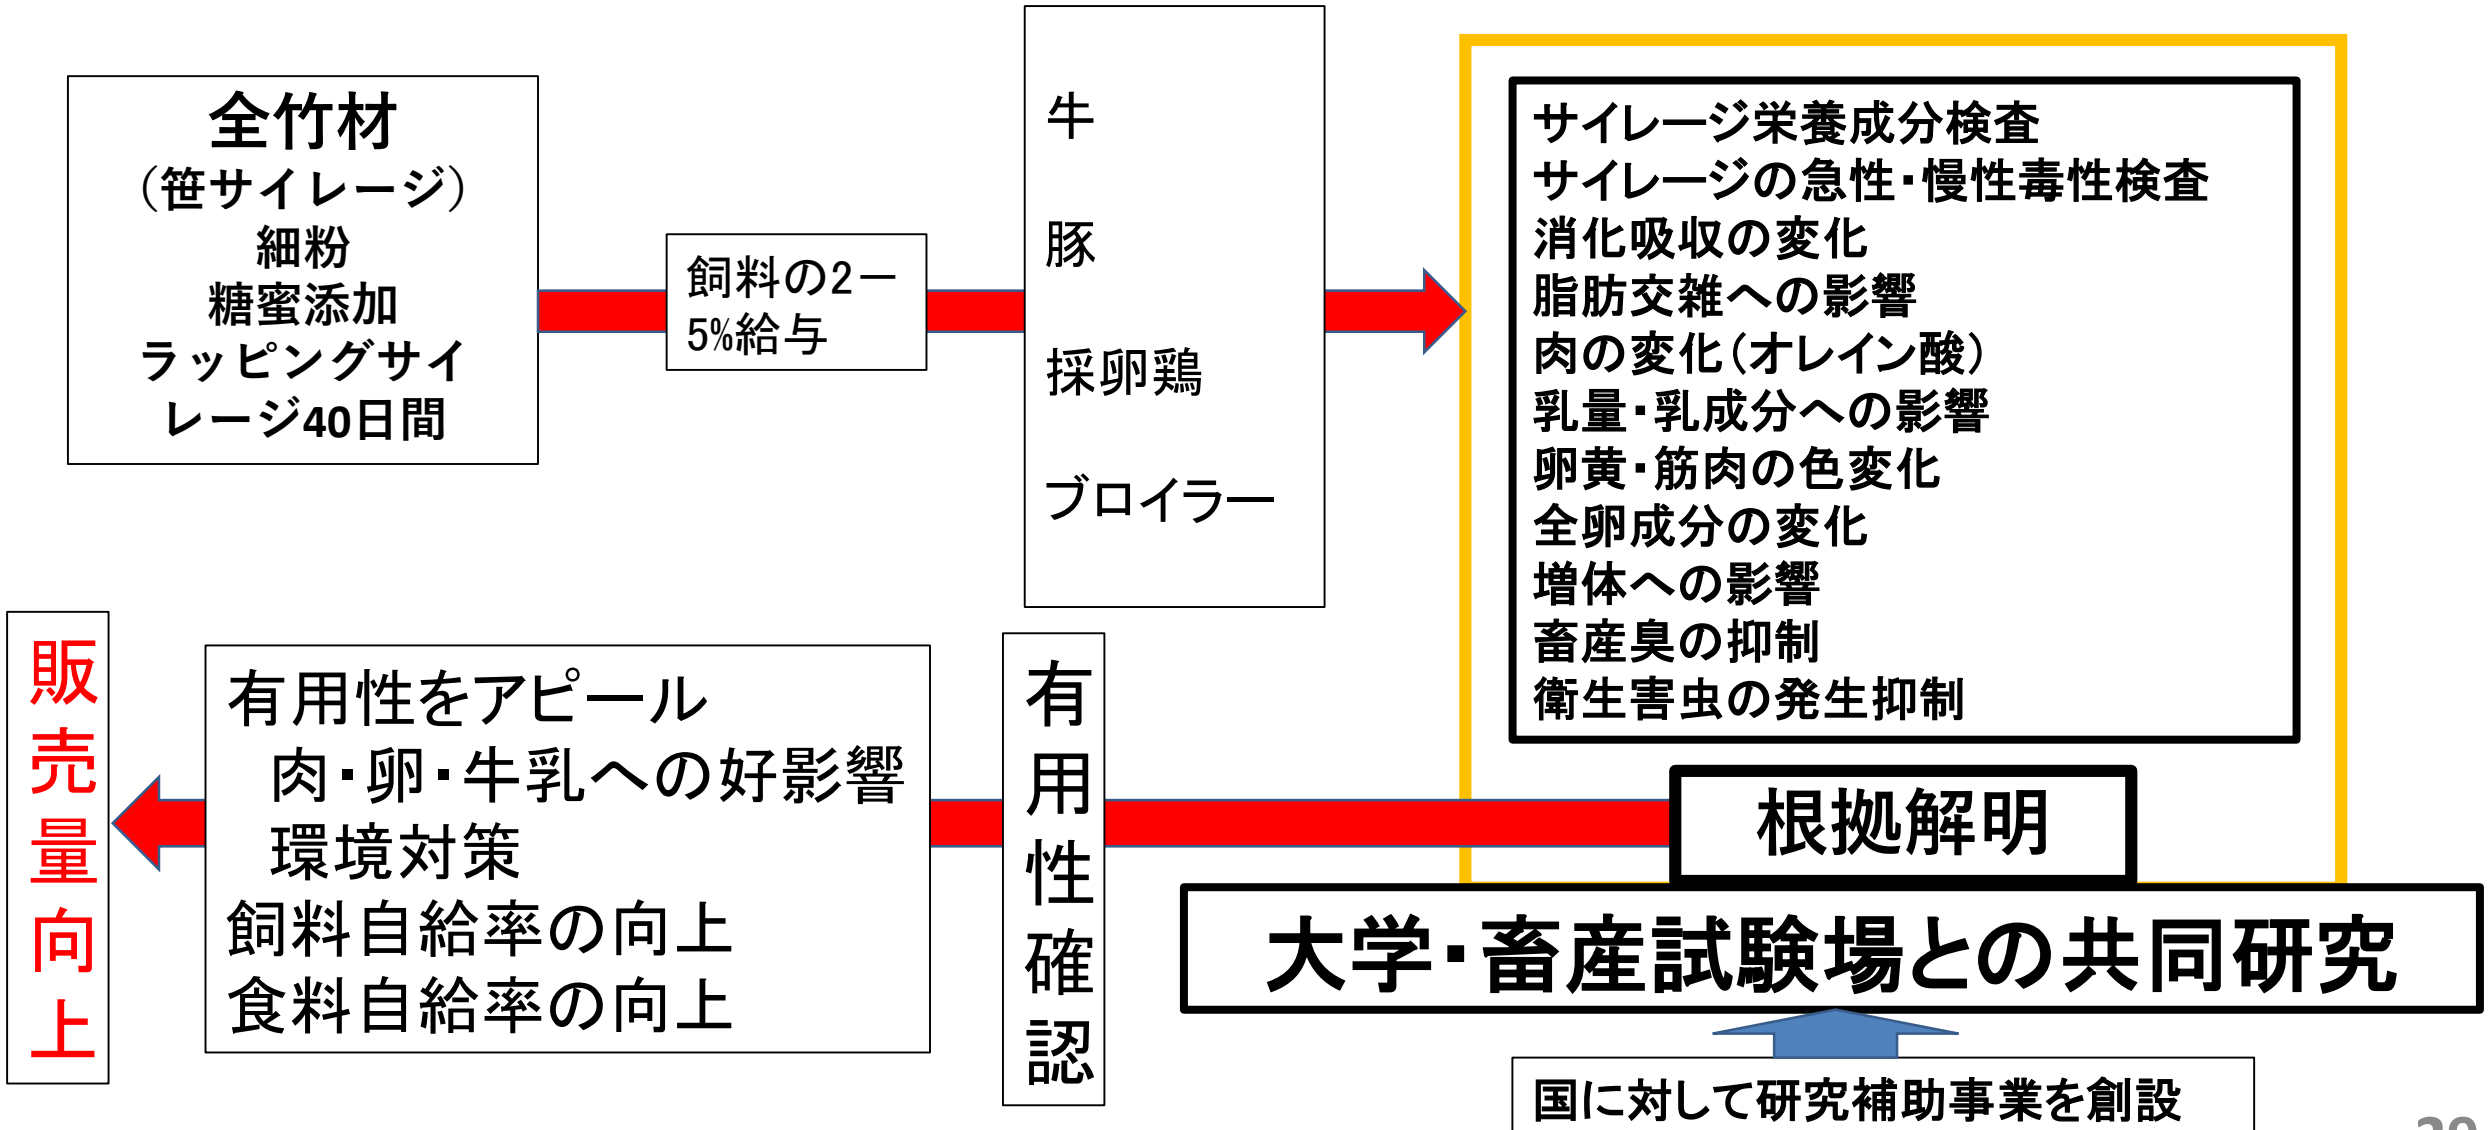 全竹材
（笹サイレージ）
細粉
糖蜜添加
ラッピングサイ
レージ40日間
飼料の2－
5%給与
牛
豚
採卵鶏
ブロイラー
サイレージ栄養成分検査
サイレージの急性・慢性毒性検査
消化吸収の変化
脂肪交雑への影響
肉の変化（オレイン酸）
乳量・乳成分への影響
卵黄・筋肉の色変化
全卵成分の変化
増体への影響
畜産臭の抑制
衛生害虫の発生抑制
根拠解明
大学・畜産試験場との共同研究
国に対して研究補助事業を創設
有用性確認
有用性をアピール
肉・卵・牛乳への好影響
環境対策
飼料自給率の向上
食料自給率の向上
販売量向上